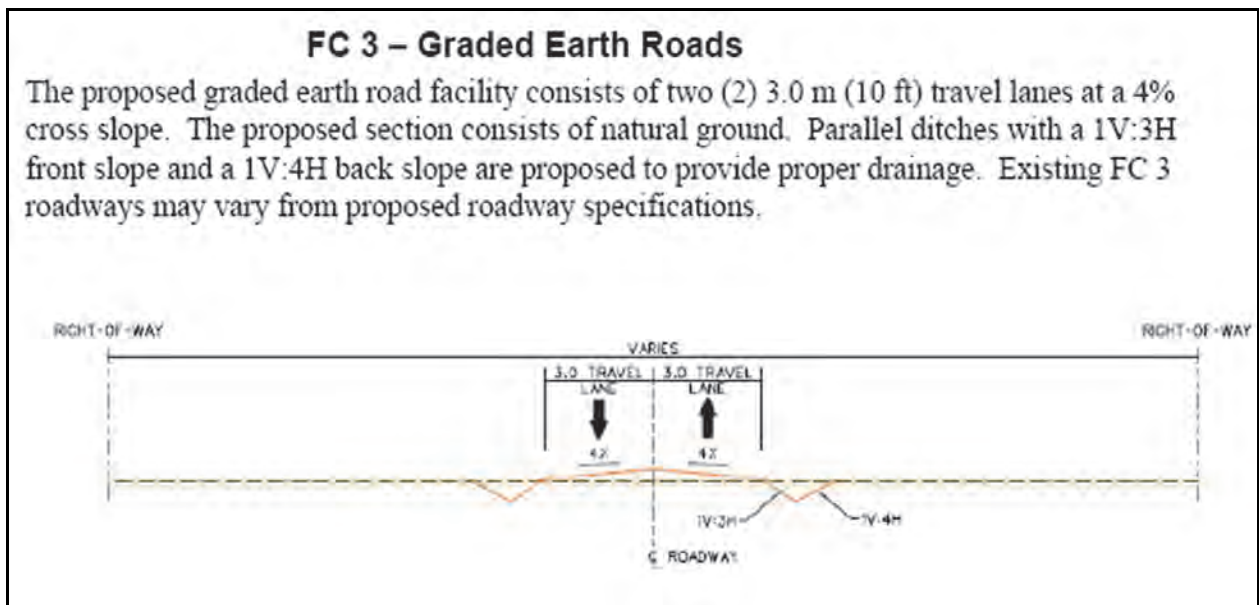 FC 3 – Graded Earth Roads
The proposed graded earth road facility consists of two (2) 3.0 m (10 ft) travel lanes at a 4%
cross slope. The proposed section consists of natural ground. Parallel ditches with a 1V:3H
front slope and a 1V:4H back slope are proposed to provide proper drainage. Existing FC 3
roadways may vary from proposed roadway specifications.
RIGHT-OF-WAY
RIGHT-OF-WAY
VARIES
3.0 TRAVEL LANE
3.0 TRAVEL LANE
4%
4%
1V:3H
1V:4H
℄ ROADWAY